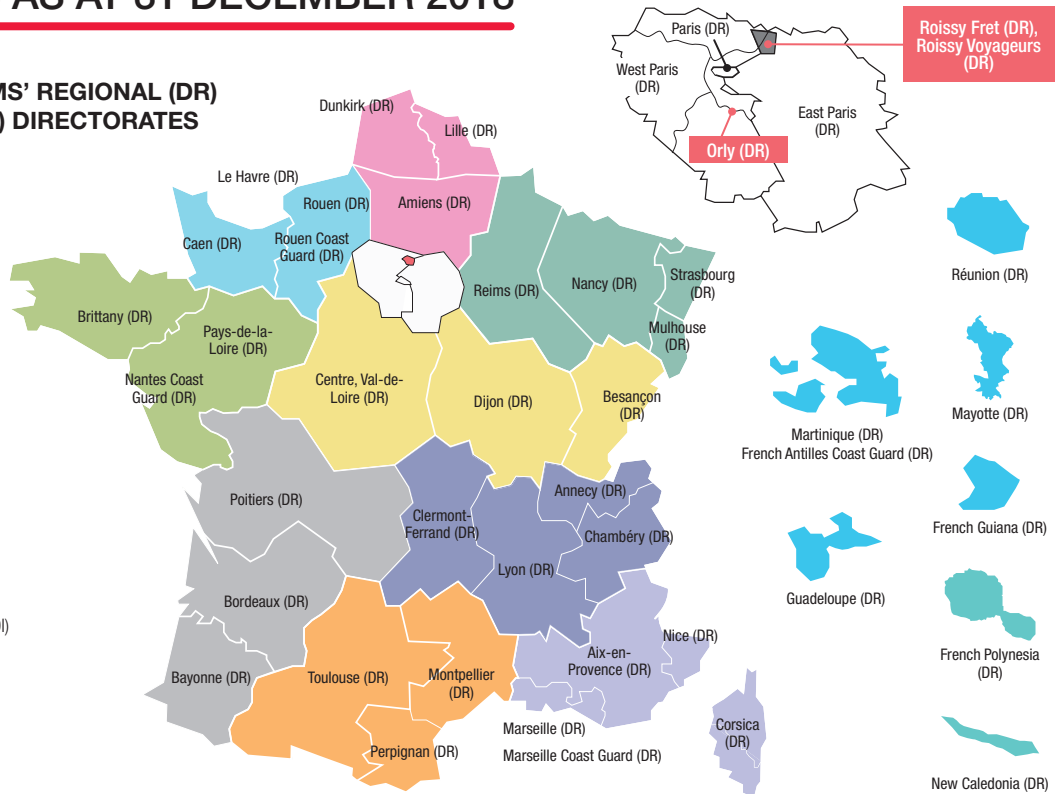 AS AT 31 DECEMBER 2018
MS' REGIONAL (DR)
) DIRECTORATES
Paris (DR)
Roissy Fret (DR),
Roissy Voyageurs
(DR)
West Paris
(DR)
East Paris
(DR)
Orly (DR)
Dunkirk (DR)
Lille (DR)
Le Havre (DR)
Rouen (DR)
Amiens (DR)
Caen (DR)
Rouen Coast
Guard (DR)
Reims (DR)
Nancy (DR)
Strasbourg
(DR)
Mulhouse
(DR)
Brittany (DR)
Pays-de-la-
Loire (DR)
Nantes Coast
Guard (DR)
Centre, Val-de-
Loire (DR)
Dijon (DR)
Besançon
(DR)
Poitiers (DR)
Clermont-
Ferrand (DR)
Annecy (DR)
Chambéry (DR)
Lyon (DR)
Bordeaux (DR)
Bayonne (DR)
Toulouse (DR)
Montpellier
(DR)
Perpignan (DR)
Aix-en-
Provence (DR)
Nice (DR)
Marseille (DR)
Marseille Coast Guard (DR)
Corsica
(DR)
Réunion (DR)
Martinique (DR)
French Antilles Coast Guard (DR)
Mayotte (DR)
French Guiana (DR)
Guadeloupe (DR)
French Polynesia
(DR)
New Caledonia (DR)